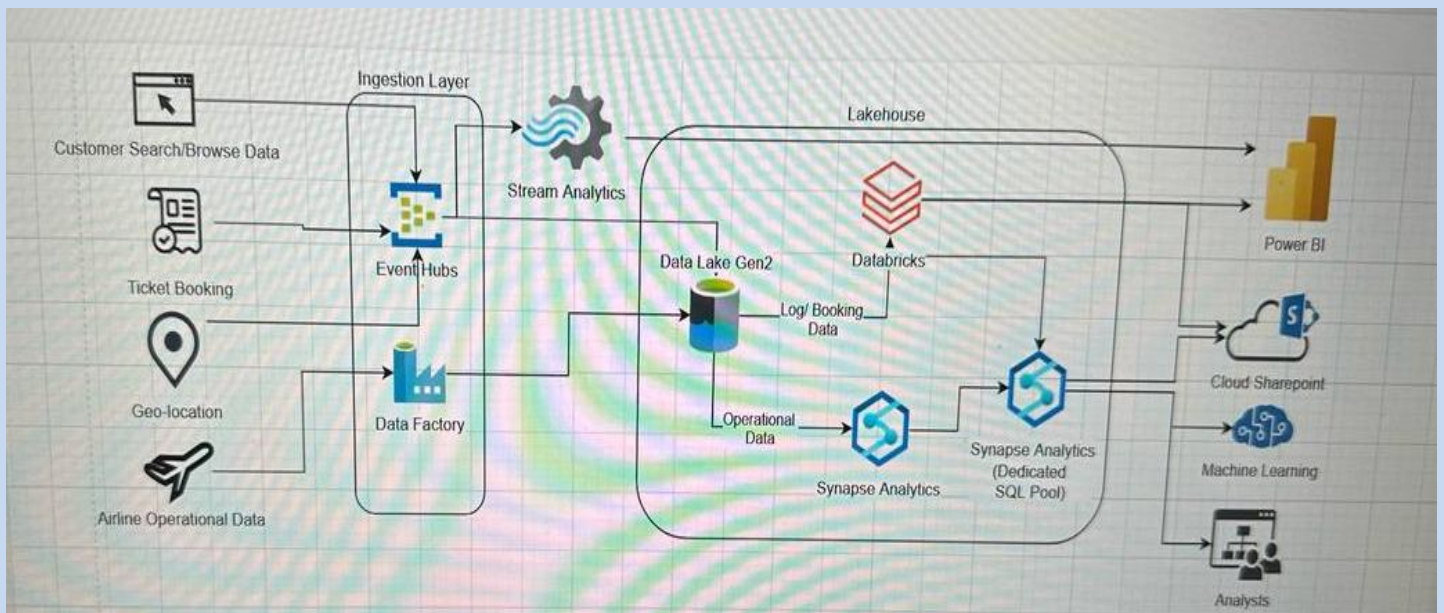 Ingestion Layer
Lakehouse
Customer Search/Browse Data
Stream Analytics
Ticket Booking
Event Hubs
Data Lake Gen2
Databricks
Power BI
Log/ Booking
Data
Geo-location
Data Factory
Cloud Sharepoint
S
Operational
Data
Airline Operational Data
Synapse Analytics
Synapse Analytics
(Dedicated
SQL Pool)
Machine Learning
Analysts